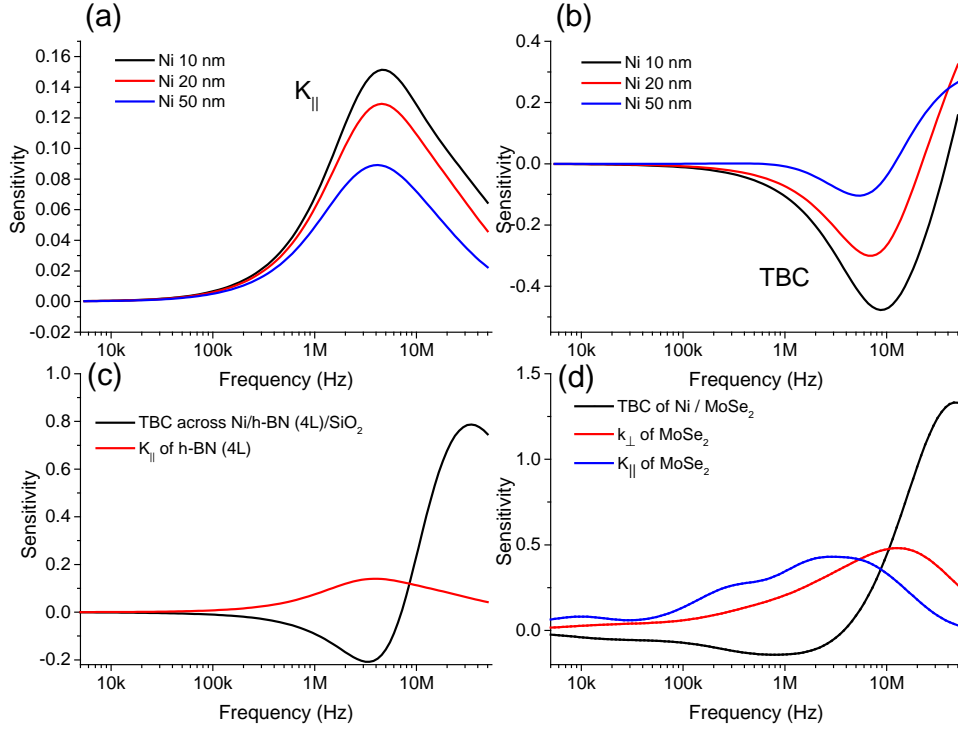 (a)
Ni 10 nm
Ni 20 nm
Ni 50 nm
K||
Sensitivity
0.16
0.14
0.12
0.10
0.08
0.06
0.04
0.02
0.00
-0.02
10k 100k 1M 10M
Frequency (Hz)
(b)
Ni 10 nm
Ni 20 nm
Ni 50 nm
TBC
Sensitivity
0.4
0.2
0.0
-0.2
-0.4
10k 100k 1M 10M
Frequency (Hz)
(c)
TBC across Ni/h-BN (4L)/SiO2
K|| of h-BN (4L)
Sensitivity
1.0
0.8
0.6
0.4
0.2
0.0
-0.2
10k 100k 1M 10M
Frequency (Hz)
(d)
TBC of Ni / MoSe2
k⊥ of MoSe2
K|| of MoSe2
Sensitivity
1.5
1.0
0.5
0.0
10k 100k 1M 10M
Frequency (Hz)